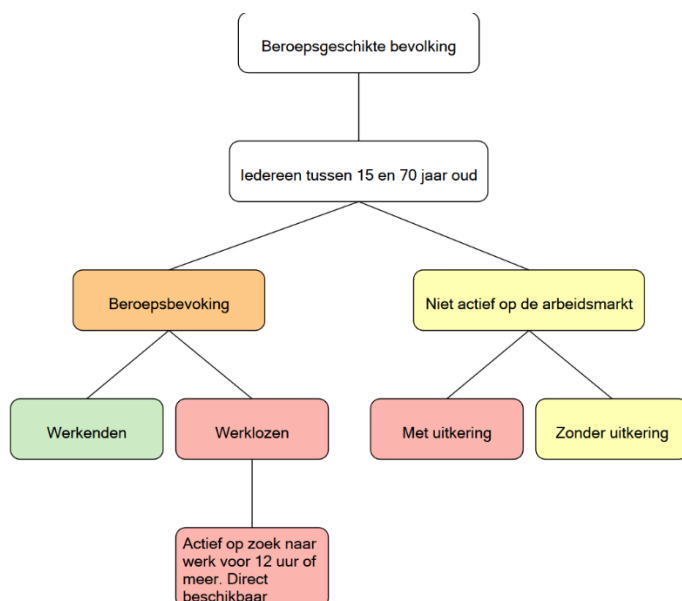 Beroepsgeschikte bevolking
Iedereen tussen 15 en 70 jaar oud
Beroepsbevoking
Niet actief op de arbeidsmarkt
Werkenden
Werklozen
Met uitkering
Zonder uitkering
Actief op zoek naar
werk voor 12 uur of
meer. Direct
beschikbaar